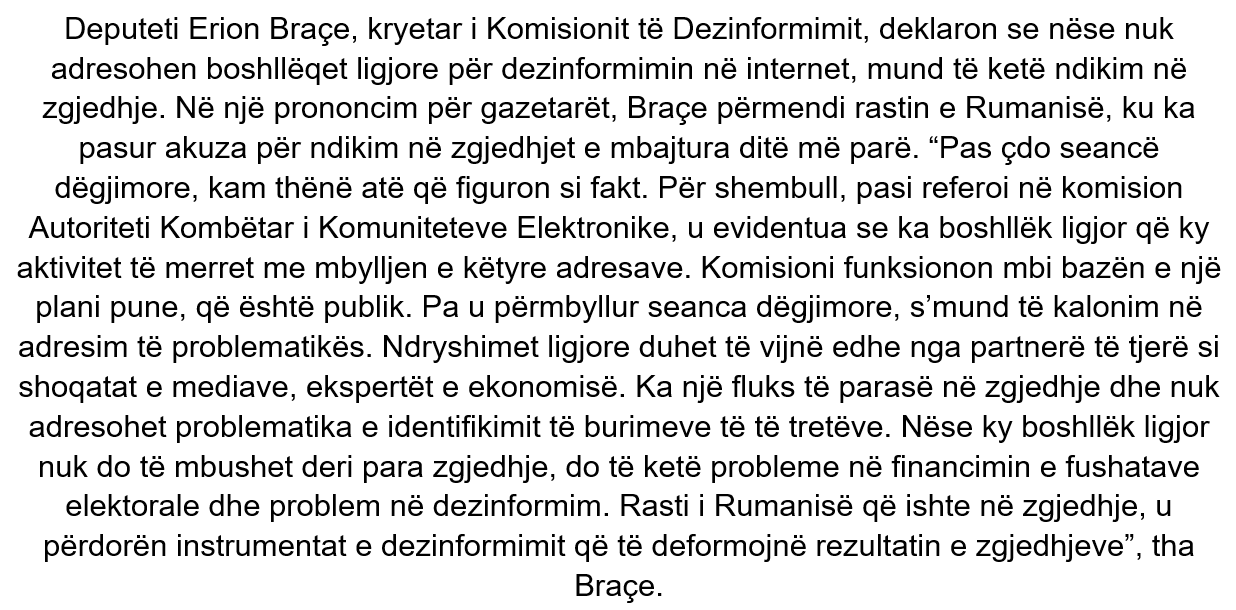 Deputeti Erion Braçe, kryetar i Komisionit të Dezinformimit, deklaron se nëse nuk
adresohen boshllëqet ligjore për dezinformimin në internet, mund të ketë ndikim në
zgjedhje. Në një prononcim për gazetarët, Braçe përmendi rastin e Rumanisë, ku ka
pasur akuza për ndikim në zgjedhjet e mbajtura ditë më parë. “Pas çdo seancë
dëgjimore, kam thënë atë që figuron si fakt. Për shembull, pasi referoi në komision
Autoriteti Kombëtar i Komuniteteve Elektronike, u evidentua se ka boshllëk ligjor që ky
aktivitet të merret me mbylljen e këtyre adresave. Komisioni funksionon mbi bazën e një
plani pune, që është publik. Pa u përmbyllur seanca dëgjimore, s’mund të kalonim në
adresim të problematikës. Ndryshimet ligjore duhet të vijnë edhe nga partnerë të tjerë si
shoqatat e mediave, ekspertët e ekonomisë. Ka një fluks të parasë në zgjedhje dhe nuk
adresohet problematika e identifikimit të burimeve të të tretëve. Nëse ky boshllëk ligjor
nuk do të mbushet deri para zgjedhje, do të ketë probleme në financimin e fushatave
elektorale dhe problem në dezinformim. Rasti i Rumanisë që ishte në zgjedhje, u
përdorën instrumentat e dezinformimit që të deformojnë rezultatin e zgjedhjeve”, tha
Braçe.